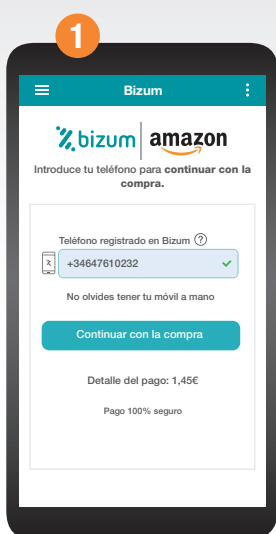 1
Bizum
bizum amazon
Introduce tu teléfono para continuar con la
compra.
Teléfono registrado en Bizum ?
+34647610232
No olvides tener tu móvil a mano
Continuar con la compra
Detalle del pago: 1,45€
Pago 100% seguro